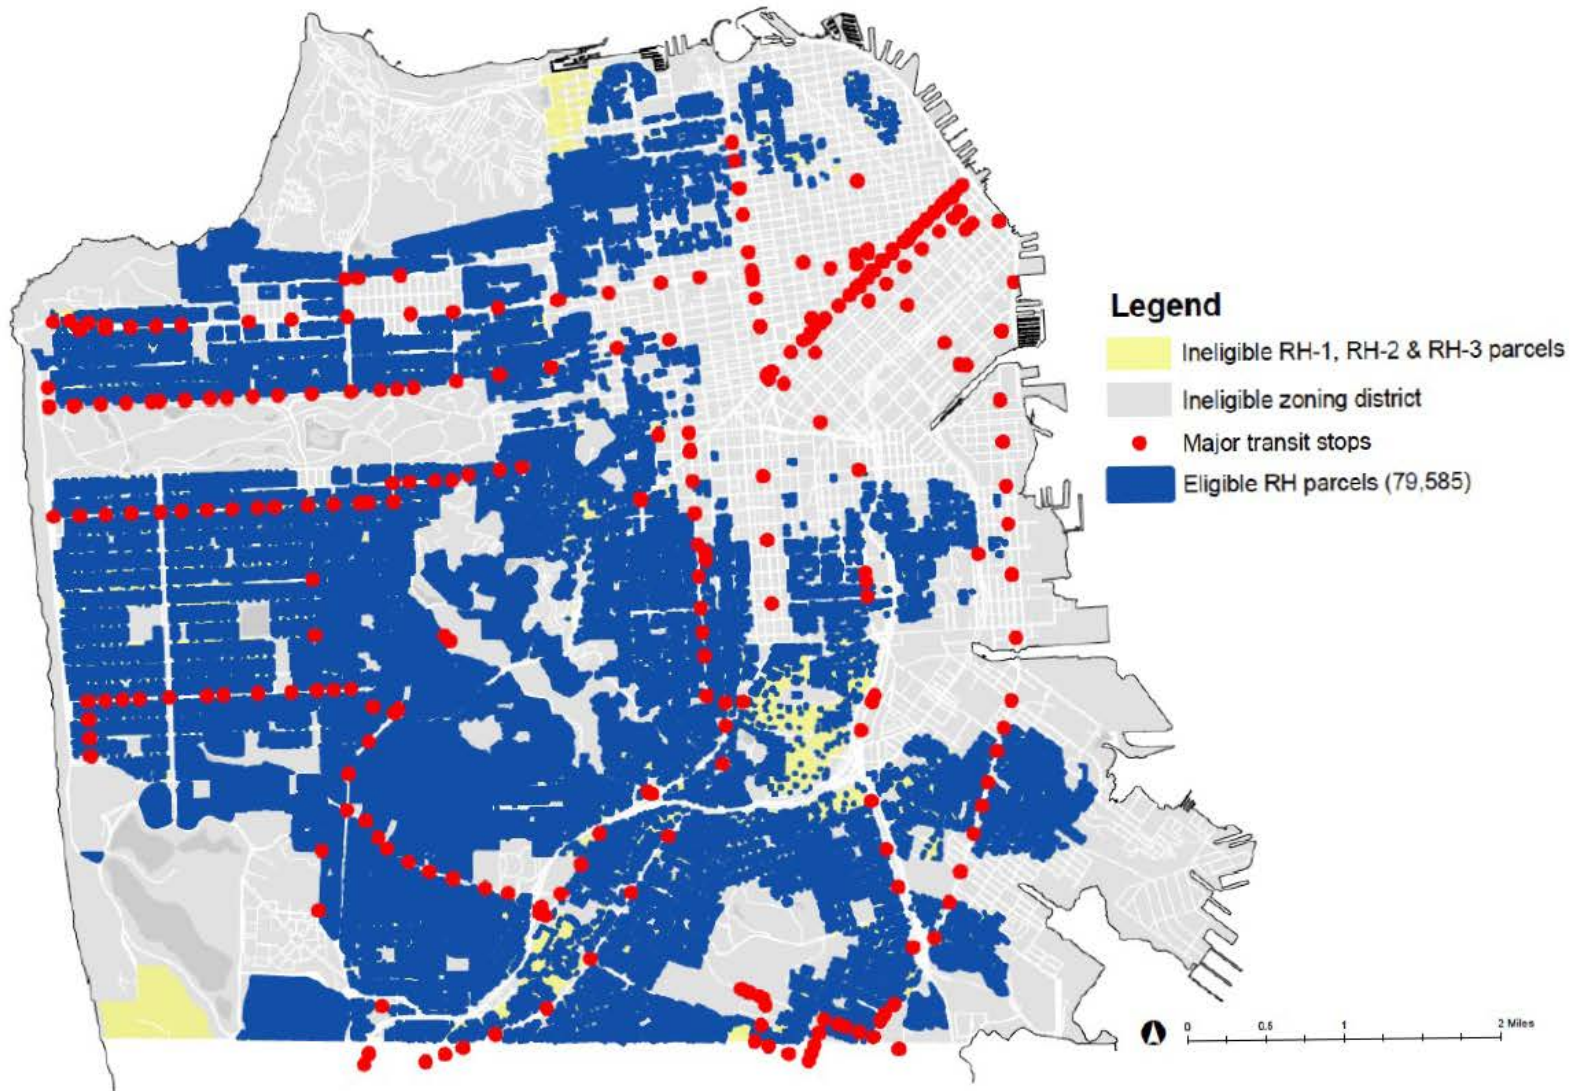 Legend
Ineligible RH-1, RH-2 & RH-3 parcels
Ineligible zoning district
Major transit stops
Eligible RH parcels (79,585)
0 0.5 1 2 Miles